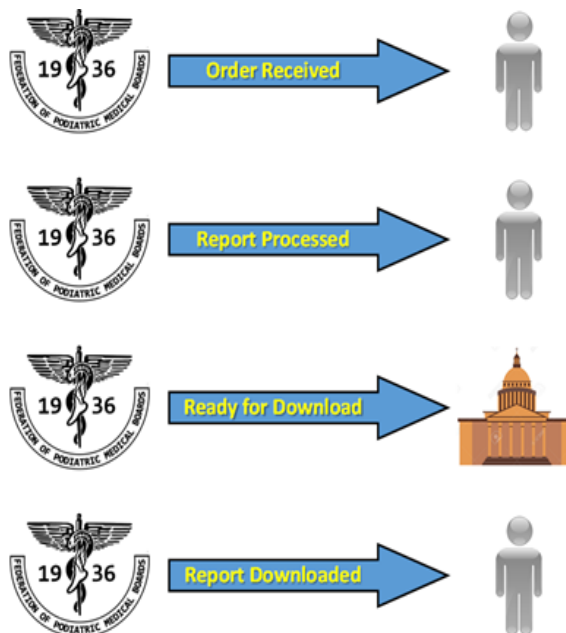 19 36
FEDERATION OF PODIATRIC MEDICAL BOARDS
Order Received
19 36
FEDERATION OF PODIATRIC MEDICAL BOARDS
Report Processed
19 36
FEDERATION OF PODIATRIC MEDICAL BOARDS
Ready for Download
19 36
FEDERATION OF PODIATRIC MEDICAL BOARDS
Report Downloaded